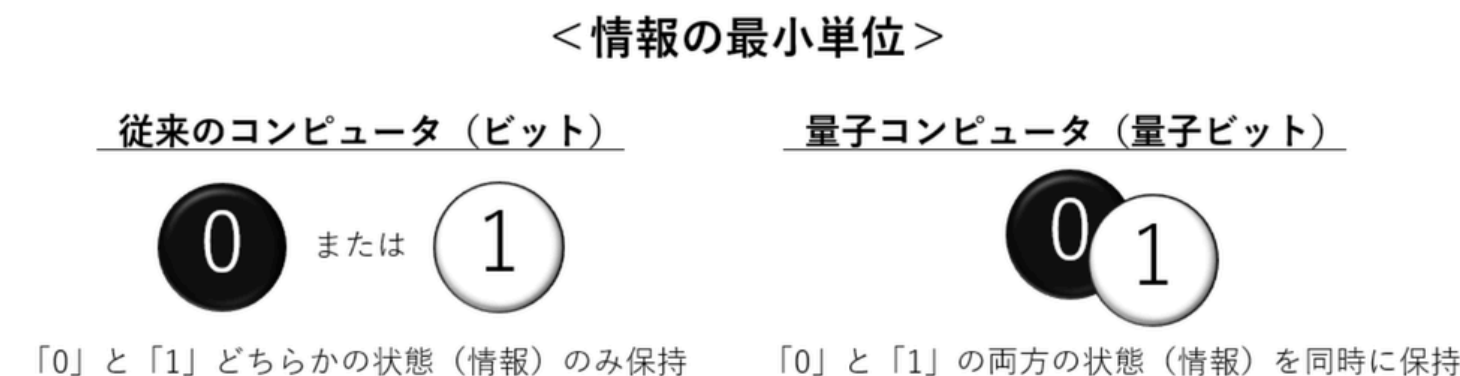 ＜情報の最小単位＞
従来のコンピュータ（ビット）
0 または 1
「0」と「1」どちらかの状態（情報）のみ保持
量子コンピュータ（量子ビット）
0 1
「0」と「1」の両方の状態（情報）を同時に保持